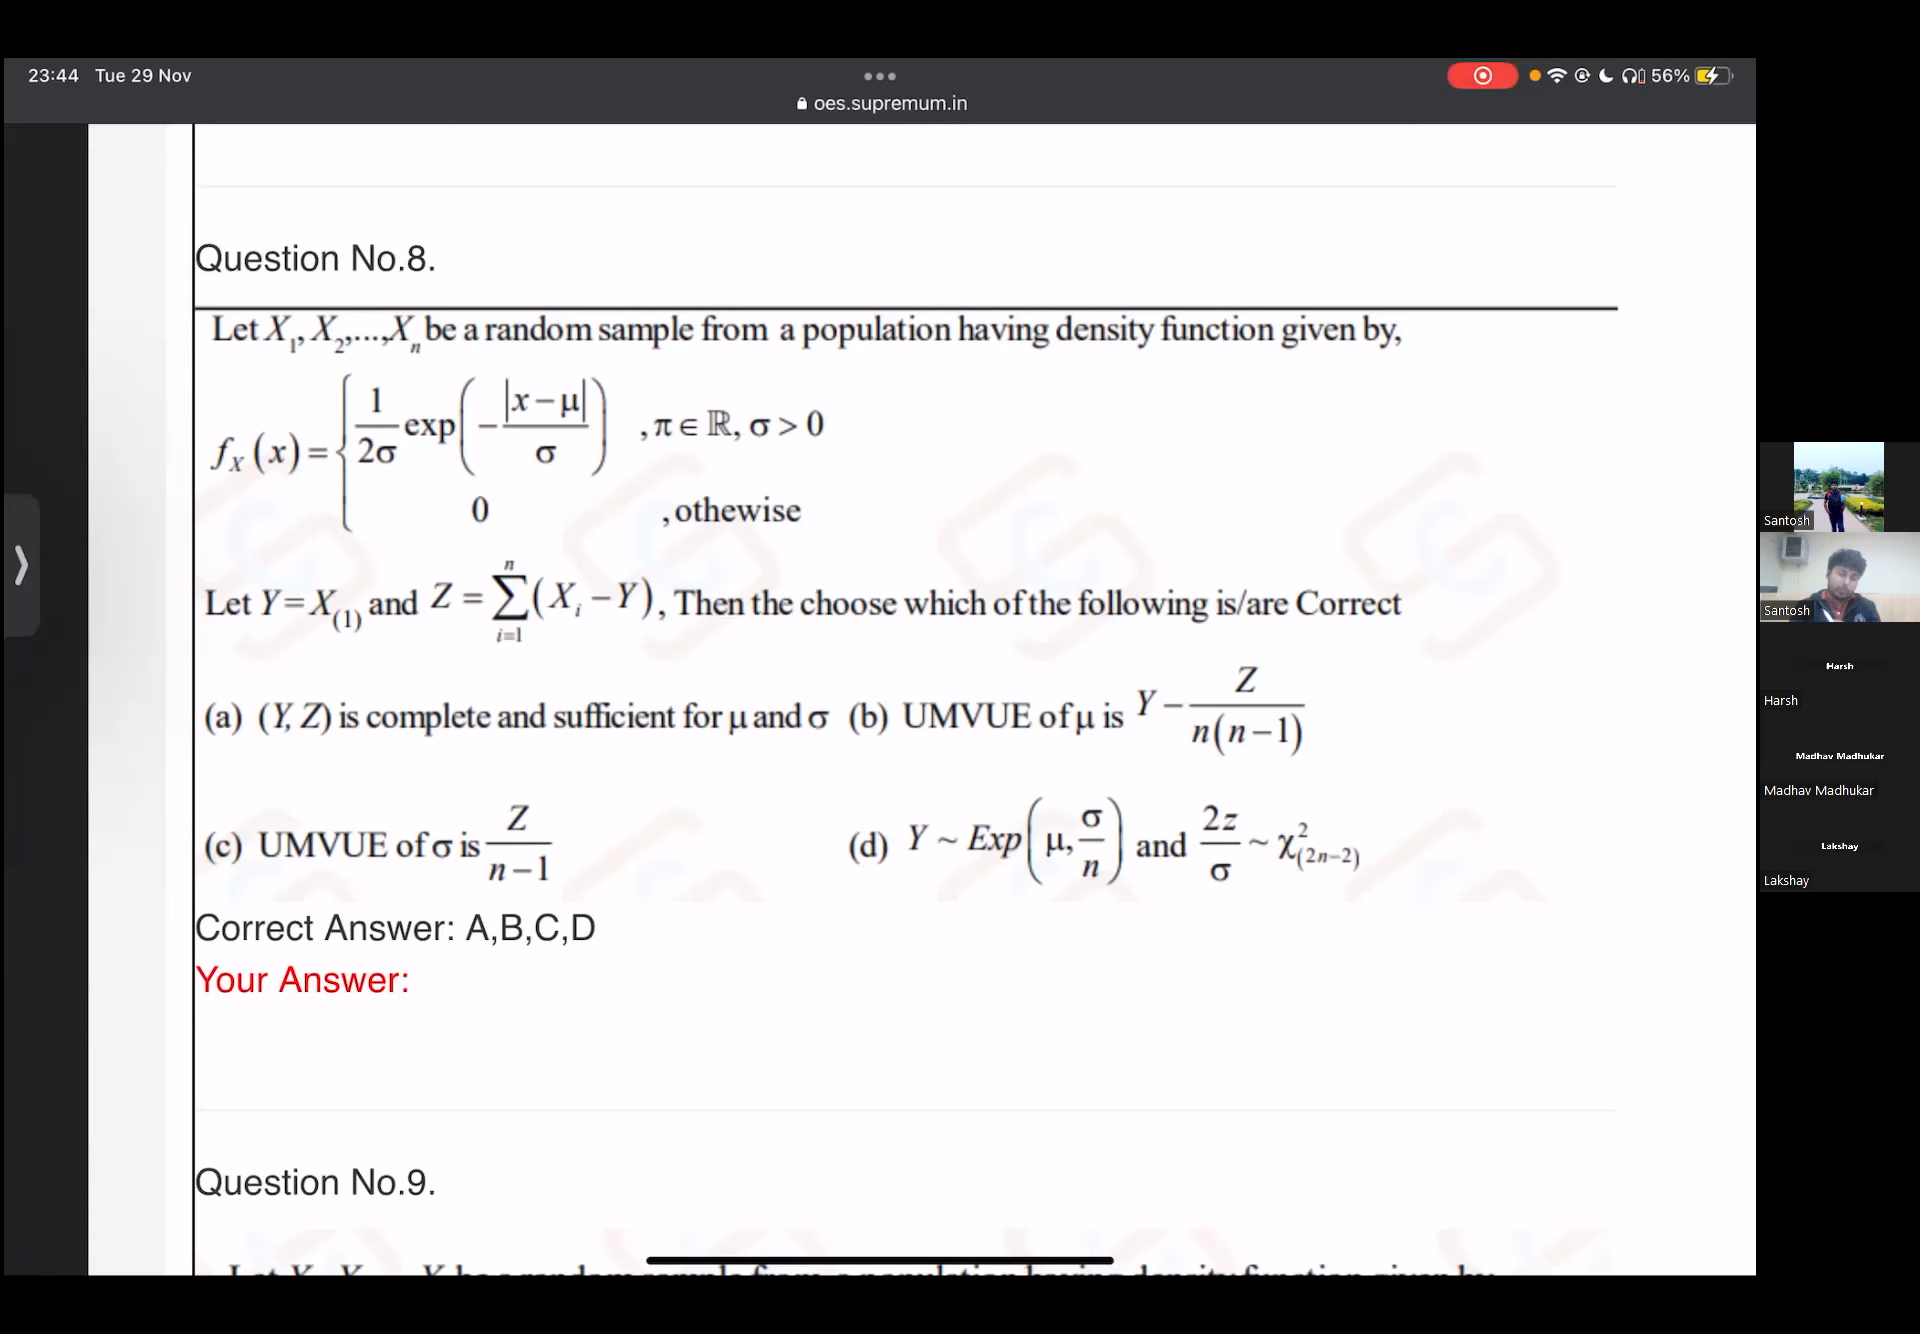 23:44 Tue 29 Nov
56%
oes.supremum.in
Question No.8.
Let X₁, X₂,...,Xₙ be a random sample from a population having density function given by,
f_X(x) = { 1/2σ exp(−|x−μ|/σ) , π ∈ ℝ, σ > 0
0 , othewise
Let Y = X₍₁₎ and Z = ∑ᵢ₌₁ⁿ (Xᵢ − Y), Then the choose which of the following is/are Correct
(a) (Y, Z) is complete and sufficient for μ and σ (b) UMVUE of μ is Y − Z/n(n−1)
(c) UMVUE of σ is Z/n−1 (d) Y ~ Exp(μ, σ/n) and 2z/σ ~ χ²₍₂ₙ₋₂₎
Correct Answer: A,B,C,D
Your Answer:
Question No.9.
Santosh
Santosh
Harsh
Harsh
Madhav Madhukar
Madhav Madhukar
Lakshay
Lakshay